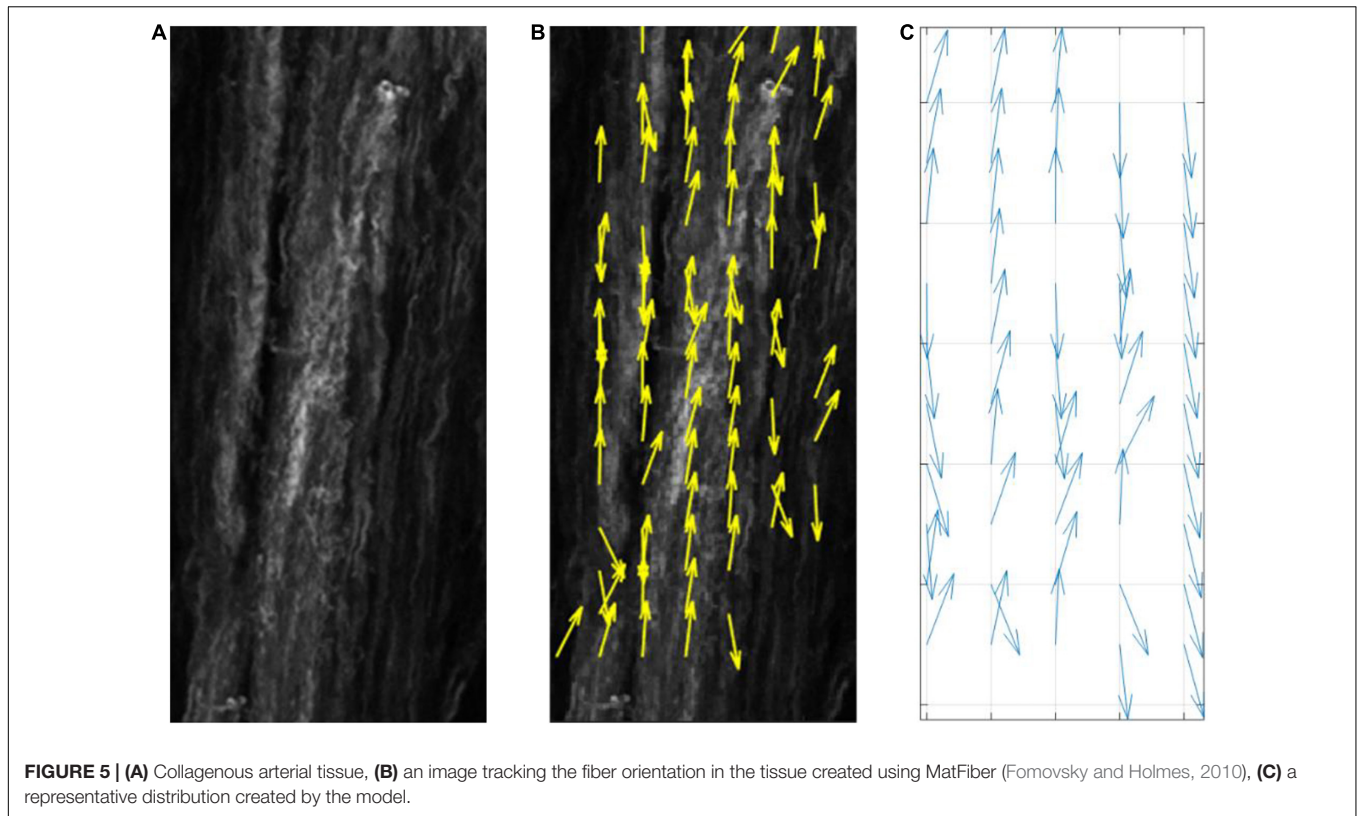 A
B
C
FIGURE 5 | (A) Collagenous arterial tissue, (B) an image tracking the fiber orientation in the tissue created using MatFiber (Fomovsky and Holmes, 2010), (C) a
representative distribution created by the model.